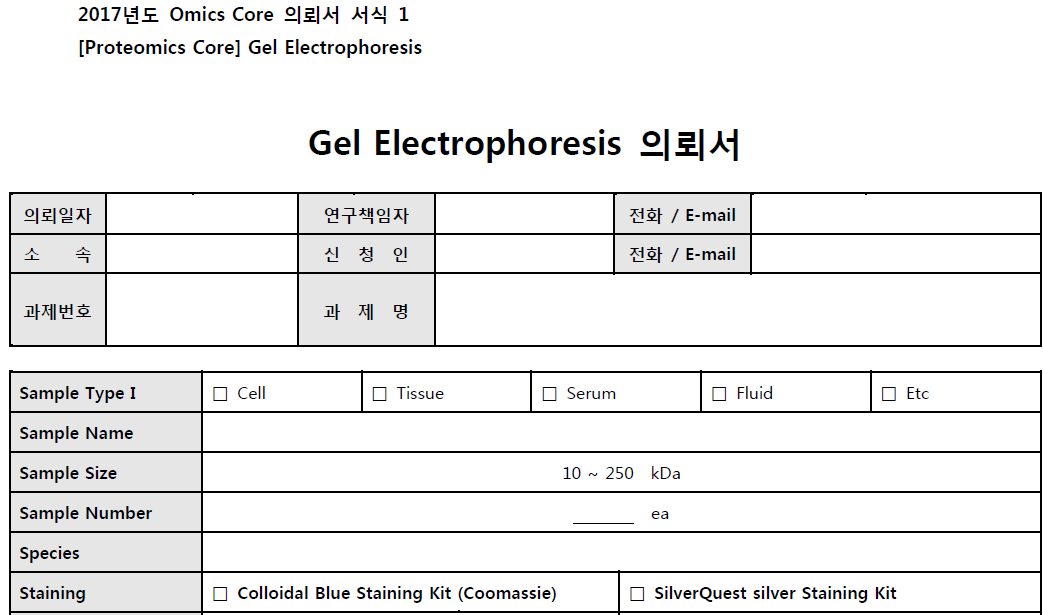 2017년도 Omics Core 의뢰서 서식 1
[Proteomics Core] Gel Electrophoresis
Gel Electrophoresis 의뢰서
의뢰일자 연구책임자 전화 / E-mail
소 속 신 청 인 전화 / E-mail
과제번호 과 제 명
Sample Type I □ Cell □ Tissue □ Serum □ Fluid □ Etc
Sample Name
Sample Size 10 ~ 250 kDa
Sample Number _______ ea
Species
Staining □ Colloidal Blue Staining Kit (Coomassie) □ SilverQuest silver Staining Kit